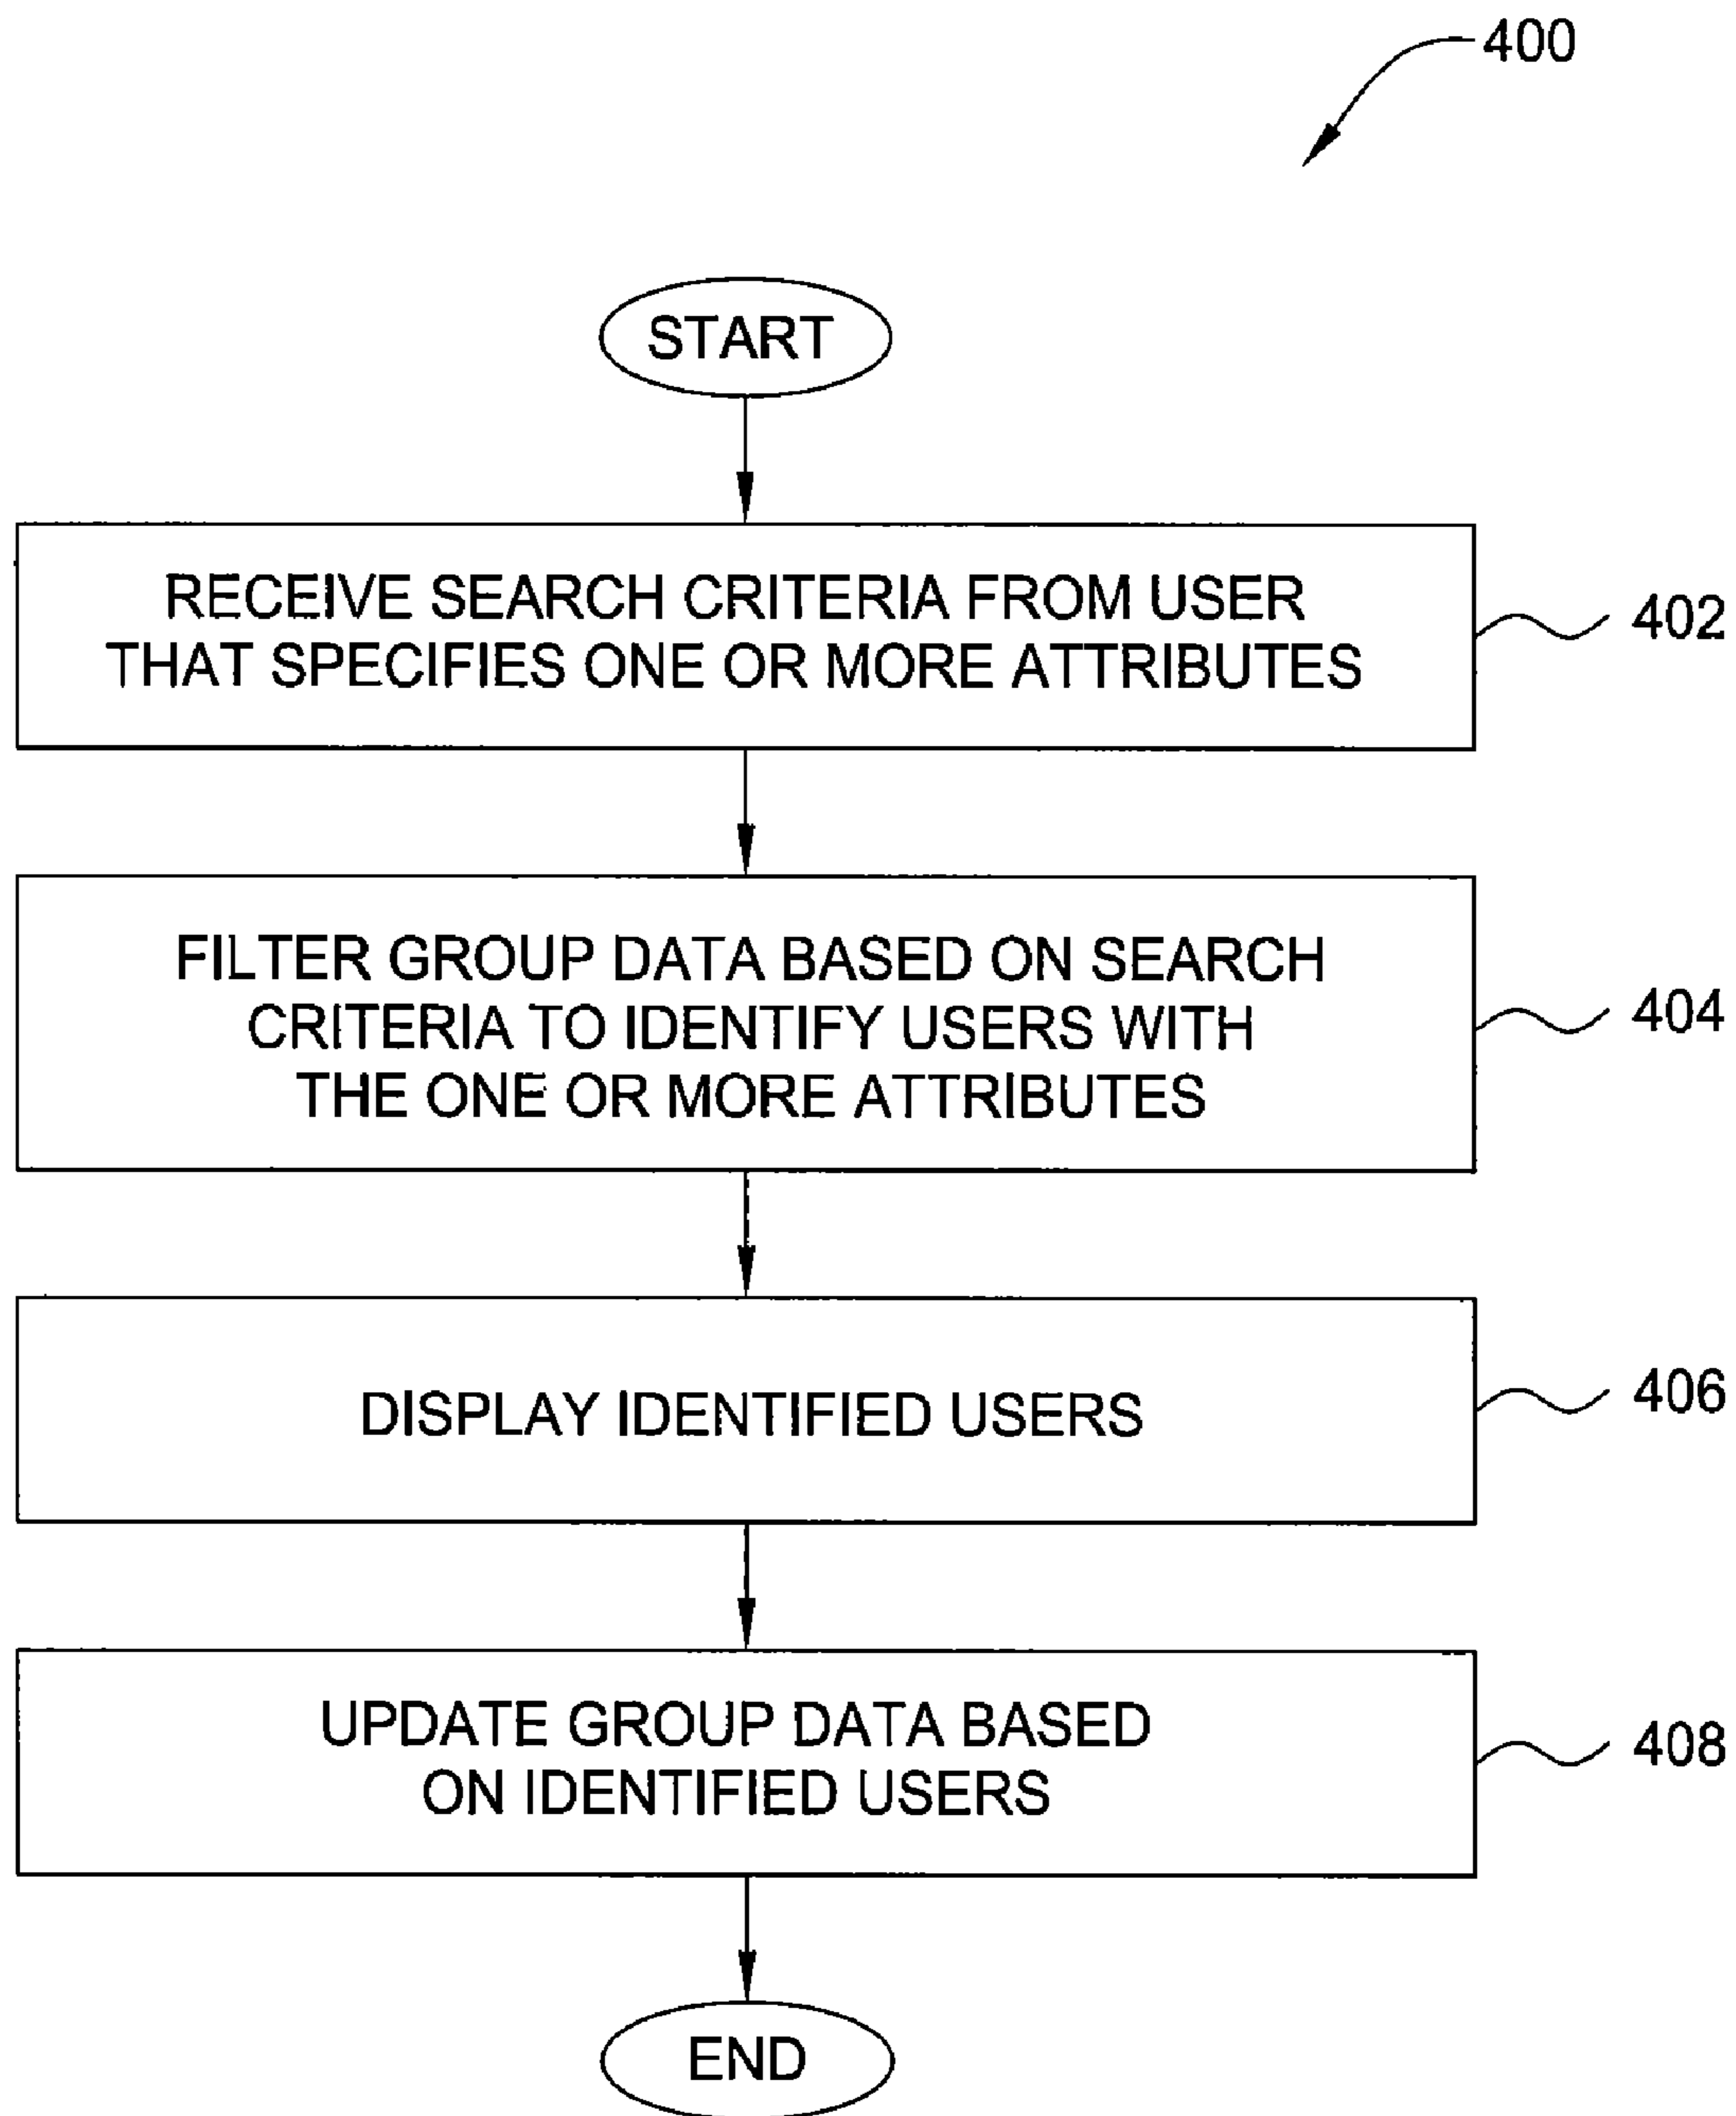 400
START
RECEIVE SEARCH CRITERIA FROM USER
THAT SPECIFIES ONE OR MORE ATTRIBUTES
402
FILTER GROUP DATA BASED ON SEARCH
CRITERIA TO IDENTIFY USERS WITH
THE ONE OR MORE ATTRIBUTES
404
DISPLAY IDENTIFIED USERS
406
UPDATE GROUP DATA BASED
ON IDENTIFIED USERS
408
END